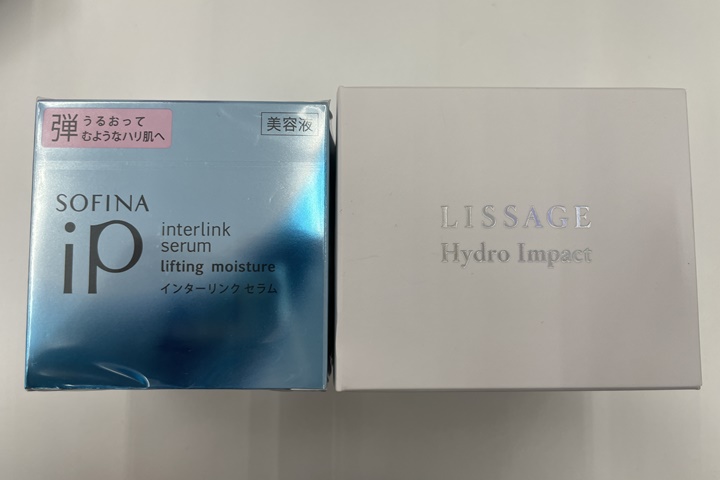 弾 うるおって
むようなハリ肌へ
美容液
SOFINA
iP
interlink
serum
lifting moisture
インターリンク セラム
LISSAGE
Hydro Impact